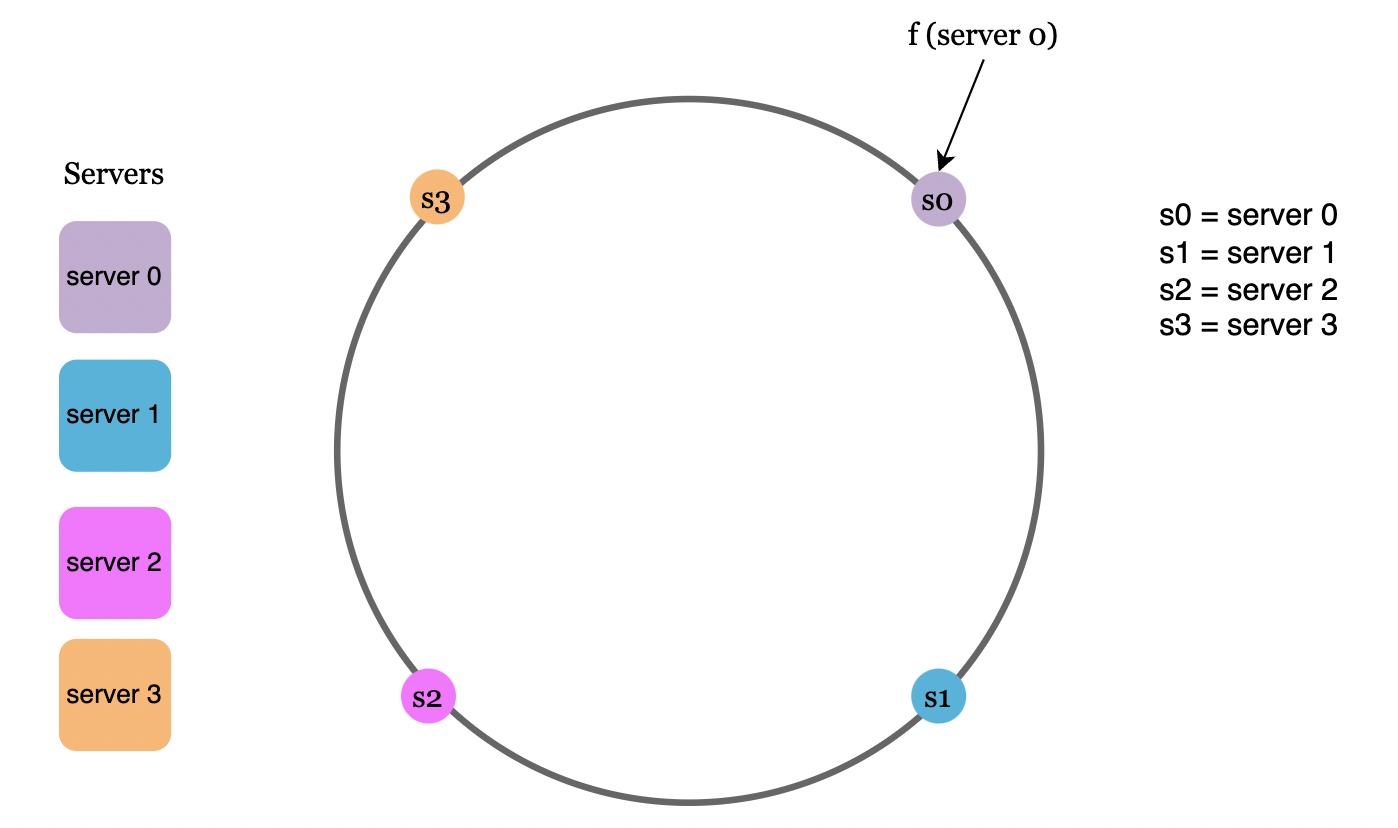 f (server 0)
Servers
server 0
server 1
server 2
server 3
s3
s0
s2
s1
s0 = server 0
s1 = server 1
s2 = server 2
s3 = server 3